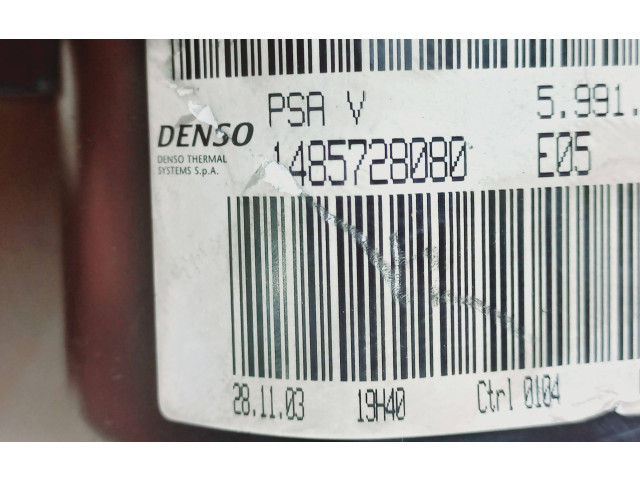 PSA V 5.991.
DENSO
1485728080 E05
DENSO THERMAL
SYSTEMS S.p.A.
28.11.03 19H40 Ctrl 0104